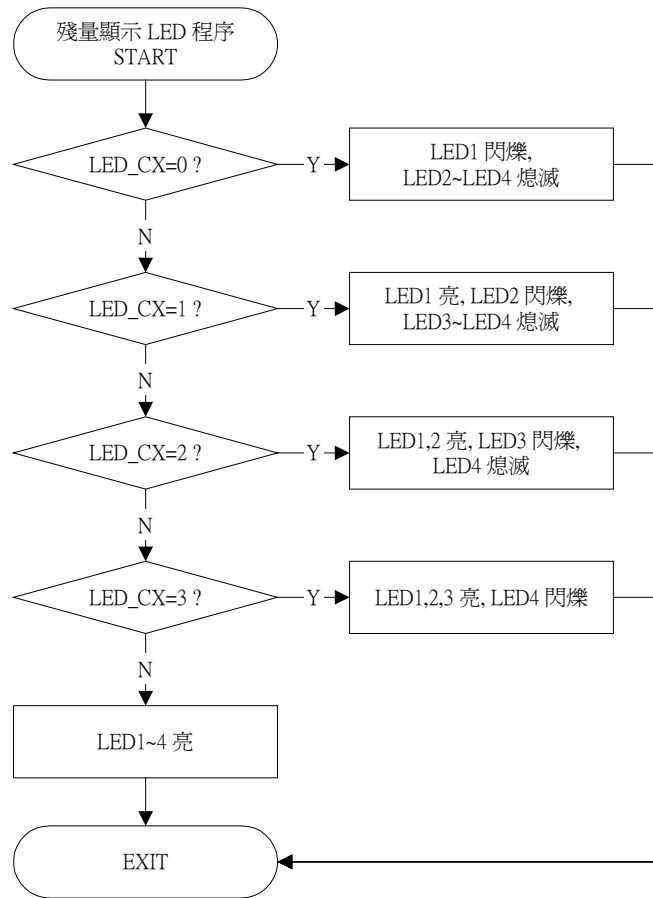 殘量顯示 LED 程序
START
LED_CX=0 ?
Y
LED1 閃爍,
LED2~LED4 熄滅
N
LED_CX=1 ?
Y
LED1 亮, LED2 閃爍,
LED3~LED4 熄滅
N
LED_CX=2 ?
Y
LED1,2 亮, LED3 閃爍,
LED4 熄滅
N
LED_CX=3 ?
Y
LED1,2,3 亮, LED4 閃爍
N
LED1~4 亮
EXIT